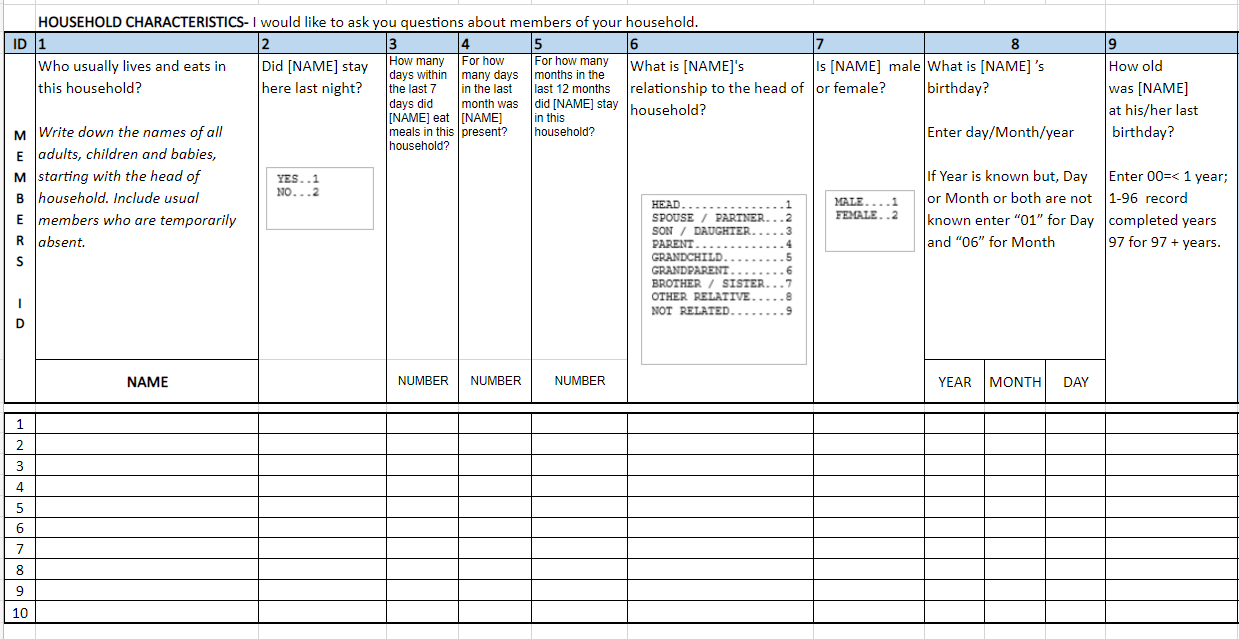 HOUSEHOLD CHARACTERISTICS- I would like to ask you questions about members of your household.
ID 1 2 3 4 5 6 7 8 9
M
E
M
B
E
R
S
I
D
Who usually lives and eats in
this household?
Write down the names of all
adults, children and babies,
starting with the head of
household. Include usual
members who are temporarily
absent.
NAME
Did [NAME] stay
here last night?
YES..1
NO...2
How many
days within
the last 7
days did
[NAME] eat
meals in this
household?
NUMBER
For how
many days
in the last
month was
[NAME]
present?
NUMBER
For how many
months in the
last 12 months
did [NAME] stay
in this
household?
NUMBER
What is [NAME]'s
relationship to the head of
household?
HEAD...............1
SPOUSE / PARTNER...2
SON / DAUGHTER.....3
PARENT.............4
GRANDCHILD.........5
GRANDPARENT........6
BROTHER / SISTER...7
OTHER RELATIVE.....8
NOT RELATED........9
Is [NAME] male
or female?
MALE....1
FEMALE..2
What is [NAME] 's
birthday?
Enter day/Month/year
If Year is known but, Day
or Month or both are not
known enter “01” for Day
and “06” for Month
YEAR MONTH DAY
How old
was [NAME]
at his/her last
birthday?
Enter 00=< 1 year;
1-96 record
completed years
97 for 97 + years.
1
2
3
4
5
6
7
8
9
10